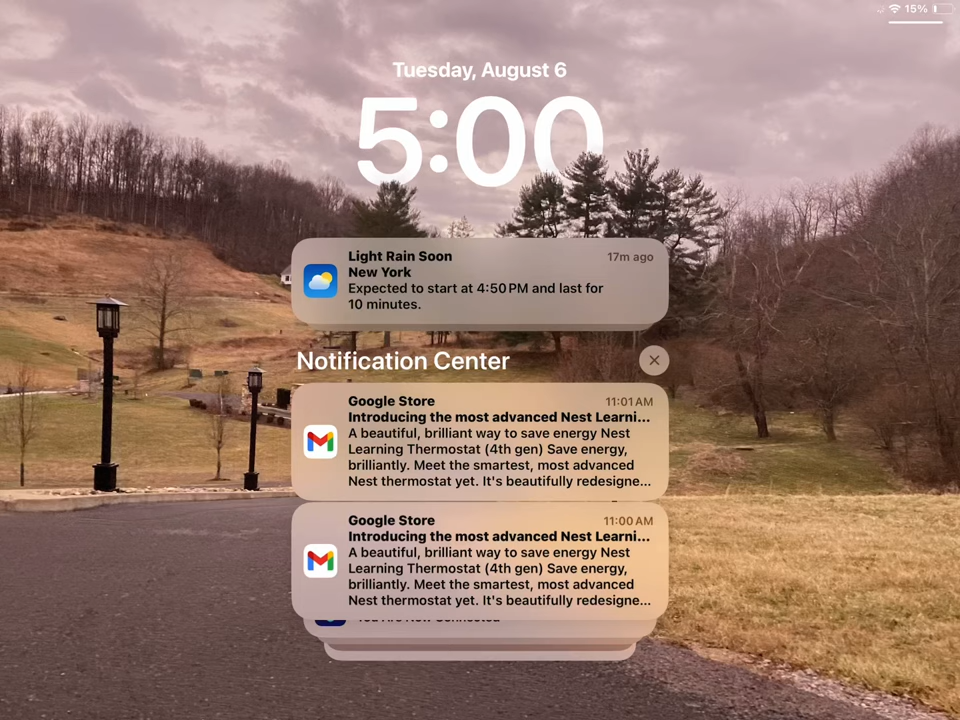 15%
Tuesday, August 6
5:00
Light Rain Soon 17m ago
New York
Expected to start at 4:50 PM and last for
10 minutes.
Notification Center
Google Store 11:01 AM
Introducing the most advanced Nest Learni...
A beautiful, brilliant way to save energy Nest
Learning Thermostat (4th gen) Save energy,
brilliantly. Meet the smartest, most advanced
Nest thermostat yet. It's beautifully redesigne...
Google Store 11:00 AM
Introducing the most advanced Nest Learni...
A beautiful, brilliant way to save energy Nest
Learning Thermostat (4th gen) Save energy,
brilliantly. Meet the smartest, most advanced
Nest thermostat yet. It's beautifully redesigne...
You Are Now Connected